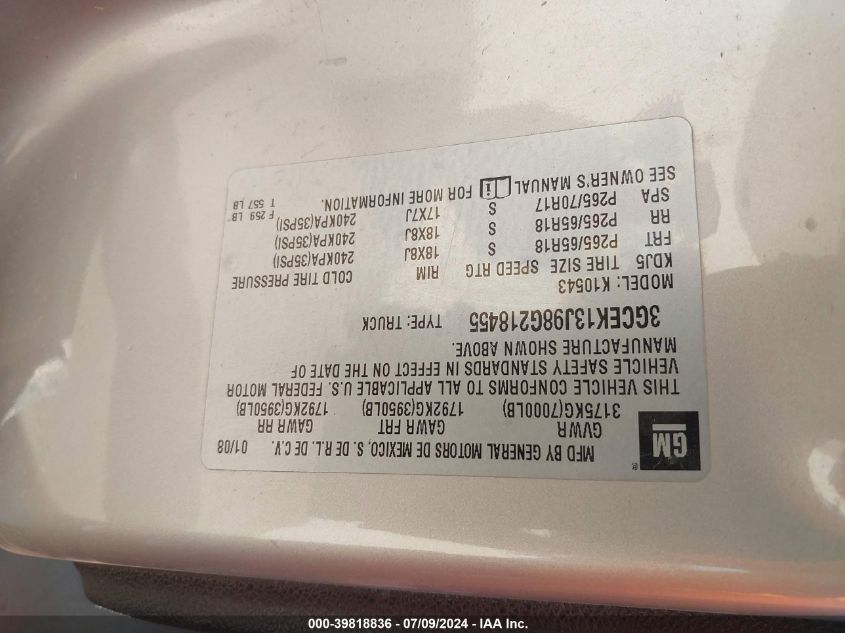 MFD BY GENERAL MOTORS DE MEXICO, S. DE R.L. DE C.V. 01/08
GM ®
GVWR GAWR FRT GAWR RR
3175KG(7000LB) 1792KG(3950LB) 1792KG(3950LB)
THIS VEHICLE CONFORMS TO ALL APPLICABLE U.S. FEDERAL MOTOR
VEHICLE SAFETY STANDARDS IN EFFECT ON THE DATE OF
MANUFACTURE SHOWN ABOVE.
3GCEK13J98G218455 TYPE: TRUCK
MODEL: K10543
KDJ5 TIRE SIZE SPEED RTG RIM COLD TIRE PRESSURE
FRT P265/65R18 S 18X8J 240KPA(35PSI)
RR P265/65R18 S 18X8J 240KPA(35PSI)
SPA P265/70R17 S 17X7J 240KPA(35PSI) F 259 LB
SEE OWNER'S MANUAL i FOR MORE INFORMATION. T 557 LB
000-39818836 - 07/09/2024 - IAA Inc.